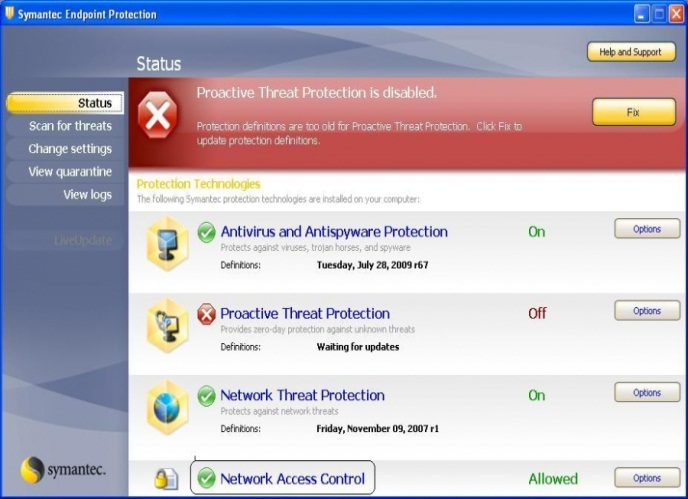 Symantec Endpoint Protection
Status
Help and Support
Status
Scan for threats
Change settings
View quarantine
View logs
LiveUpdate
Proactive Threat Protection is disabled.
Protection definitions are too old for Proactive Threat Protection. Click Fix to
update protection definitions.
Fix
Protection Technologies
The following Symantec protection technologies are installed on your computer:
Antivirus and Antispyware Protection
On
Options
Protects against viruses, trojan horses, and spyware
Definitions: Tuesday, July 28, 2009 r67
Proactive Threat Protection
Off
Options
Provides zero-day protection against unknown threats
Definitions: Waiting for updates
Network Threat Protection
On
Options
Protects against network threats
Definitions: Friday, November 09, 2007 r1
Network Access Control
Allowed
Options
symantec.